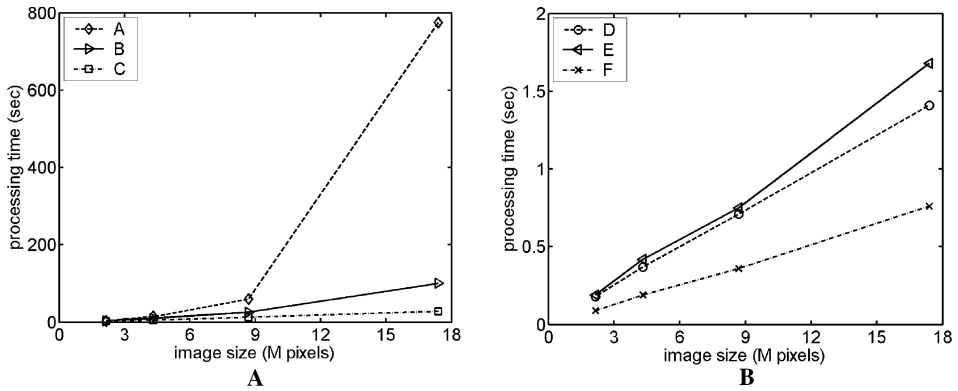 800
600
400
200
0
0 3 6 9 12 15 18
processing time (sec)
image size (M pixels)
A
B
C
A
2
1.5
1
0.5
0
0 3 6 9 12 15 18
processing time (sec)
image size (M pixels)
D
E
F
B